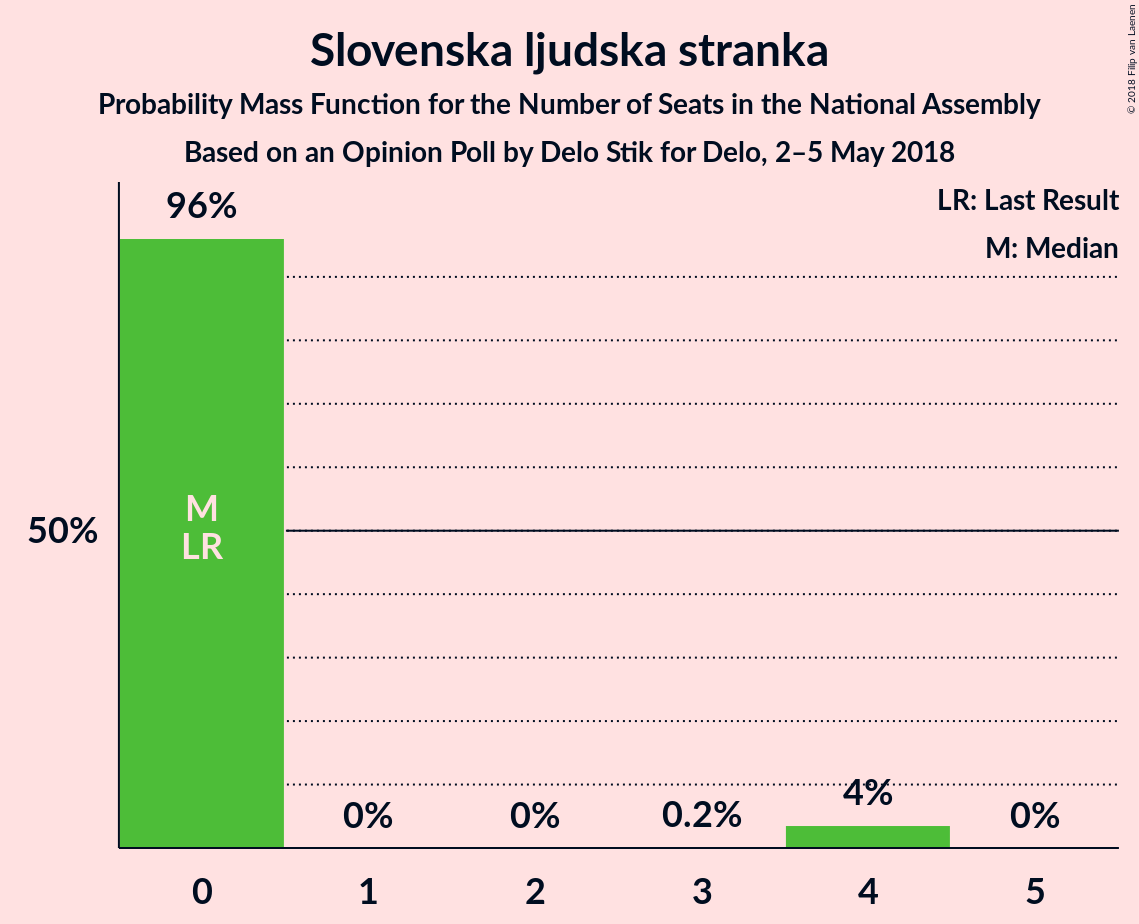 Slovenska ljudska stranka
Probability Mass Function for the Number of Seats in the National Assembly
Based on an Opinion Poll by Delo Stik for Delo, 2–5 May 2018
© 2018 Filip van Laenen
LR: Last Result
M: Median
96%
50%
M
LR
0%
0%
0.2%
4%
0%
0
1
2
3
4
5